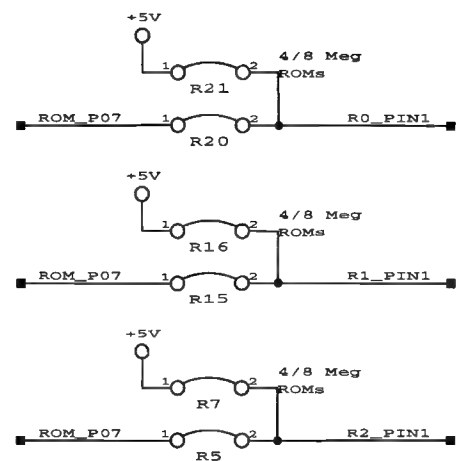 +5V
1 2 4/8 Meg
R21 ROMs
ROM_P07 1 2 R0_PIN1
R20
+5V
1 2 4/8 Meg
R16 ROMs
ROM_P07 1 2 R1_PIN1
R15
+5V
1 2 4/8 Meg
R7 ROMs
ROM_P07 1 2 R2_PIN1
R5